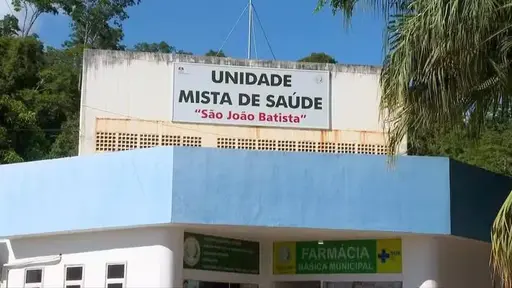 UNIDADE
MISTA DE SAÚDE
"São João Batista"
FARMÁCIA
BÁSICA MUNICIPAL